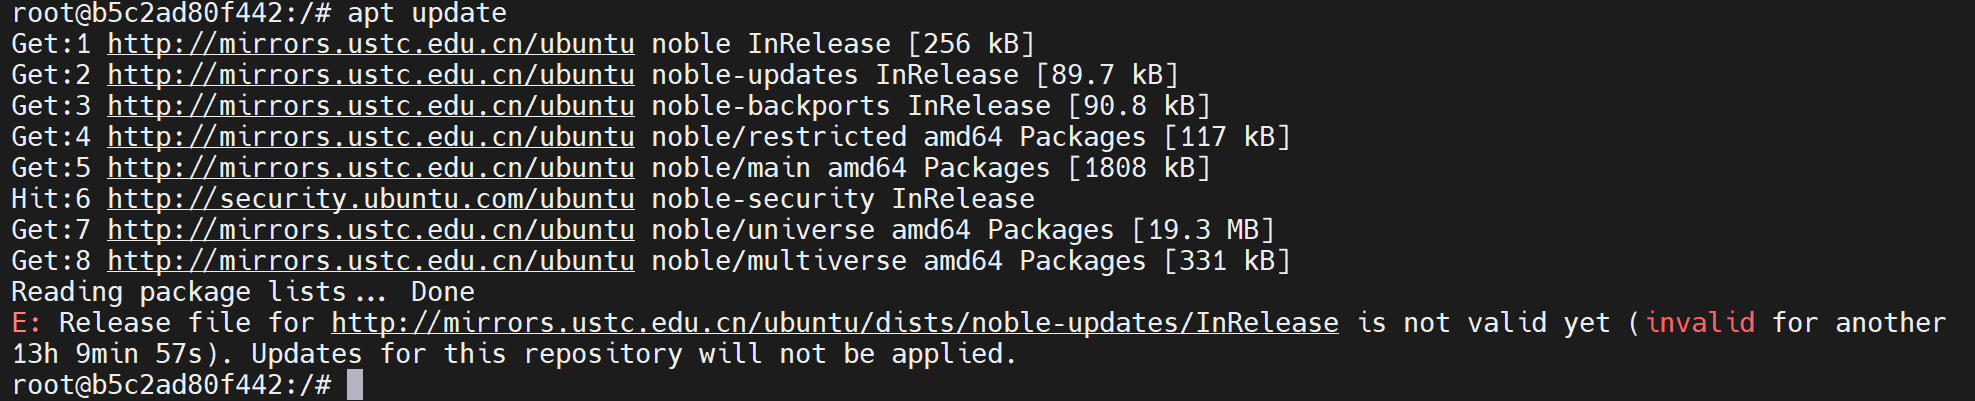 root@b5c2ad80f442:/# apt update
Get:1 http://mirrors.ustc.edu.cn/ubuntu noble InRelease [256 kB]
Get:2 http://mirrors.ustc.edu.cn/ubuntu noble-updates InRelease [89.7 kB]
Get:3 http://mirrors.ustc.edu.cn/ubuntu noble-backports InRelease [90.8 kB]
Get:4 http://mirrors.ustc.edu.cn/ubuntu noble/restricted amd64 Packages [117 kB]
Get:5 http://mirrors.ustc.edu.cn/ubuntu noble/main amd64 Packages [1808 kB]
Hit:6 http://security.ubuntu.com/ubuntu noble-security InRelease
Get:7 http://mirrors.ustc.edu.cn/ubuntu noble/universe amd64 Packages [19.3 MB]
Get:8 http://mirrors.ustc.edu.cn/ubuntu noble/multiverse amd64 Packages [331 kB]
Reading package lists... Done
E: Release file for http://mirrors.ustc.edu.cn/ubuntu/dists/noble-updates/InRelease is not valid yet (invalid for another
13h 9min 57s). Updates for this repository will not be applied.
root@b5c2ad80f442:/#